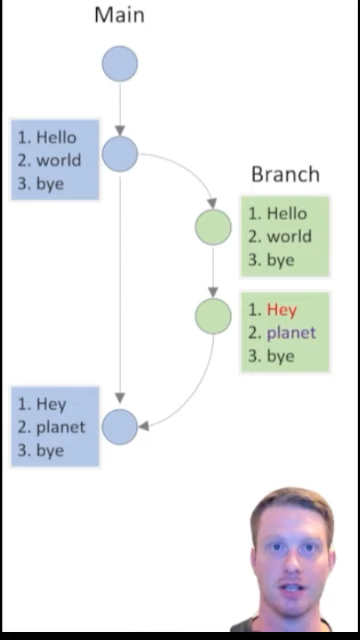 Main
1. Hello
2. world
3. bye
Branch
1. Hello
2. world
3. bye
1. Hey
2. planet
3. bye
1. Hey
2. planet
3. bye